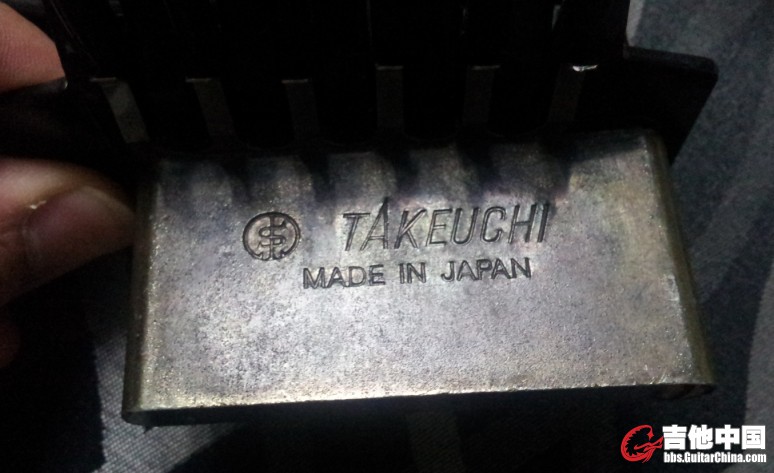 TAKEUCHI
MADE IN JAPAN
吉他中国
bbs.GuitarChina.com